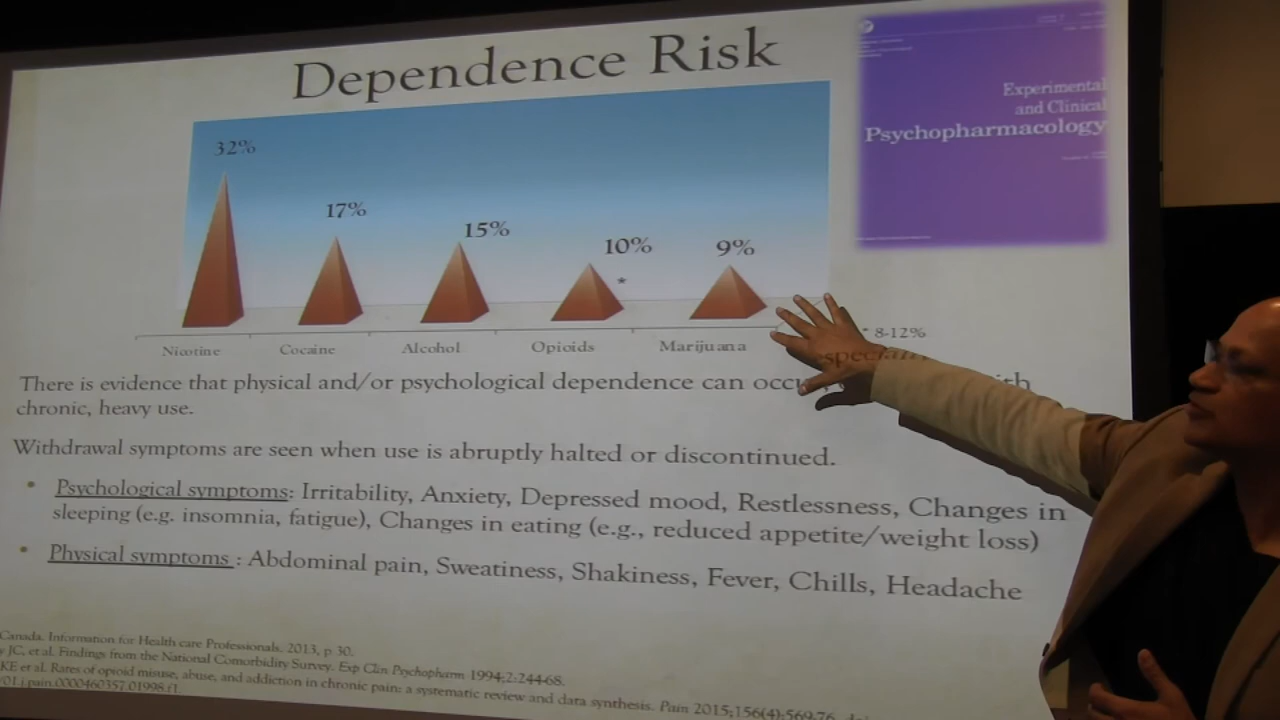 Dependence Risk
Experimental
and Clinical
Psychopharmacology
32%
17%
15%
10%
9%
*
Nicotine
Cocaine
Alcohol
Opioids
Marijuana
* 8-12%
There is evidence that physical and/or psychological dependence can
chronic, heavy use.
Withdrawal symptoms are seen when use is abruptly halted or discontinued.
• Psychological symptoms: Irritability, Anxiety, Depressed mood, Restlessness, Changes in
sleeping (e.g. insomnia, fatigue), Changes in eating (e.g., reduced appetite/weight loss)
• Physical symptoms : Abdominal pain, Sweatiness, Shakiness, Fever, Chills, Headache
Canada. Information for Health care Professionals. 2013, p 30.
JC, et al. Findings from the National Comorbidity Survey. Exp Clin Psychopharm 1994;2:244-68.
KE et al. Rates of opioid misuse, abuse, and addiction in chronic pain: a systematic review and data synthesis. Pain 2015;156(4):569-76.
/01.j.pain.0000460357.01998.f1